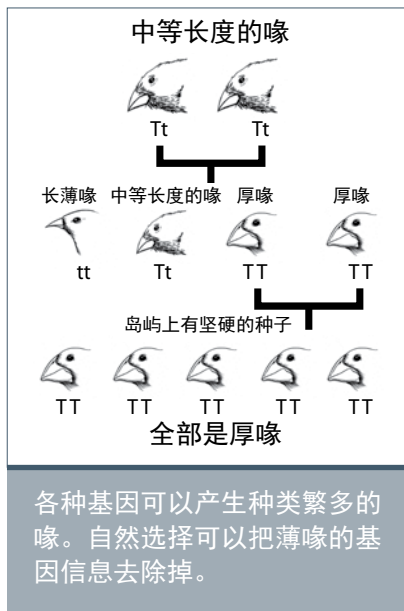 中等长度的喙
Tt Tt
长薄喙 中等长度的喙 厚喙 厚喙
tt Tt TT TT
岛屿上有坚硬的种子
TT TT TT TT TT
全部是厚喙
各种基因可以产生种类繁多的
喙。自然选择可以把薄喙的基
因信息去除掉。